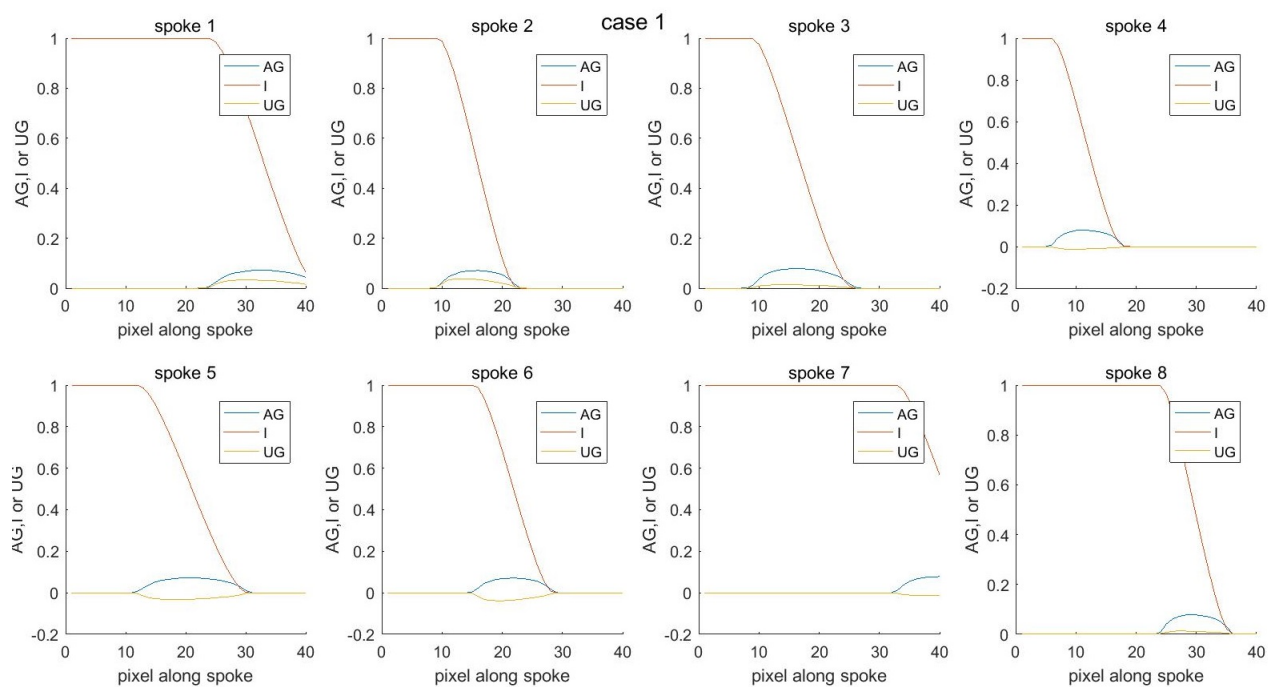 case 1
spoke 1
AG,I or UG
1
0.8
0.6
0.4
0.2
0
0 10 20 30 40
pixel along spoke
AG
I
UG
spoke 2
AG,I or UG
1
0.8
0.6
0.4
0.2
0
0 10 20 30 40
pixel along spoke
AG
I
UG
spoke 3
AG,I or UG
1
0.8
0.6
0.4
0.2
0
0 10 20 30 40
pixel along spoke
AG
I
UG
spoke 4
AG,I or UG
1
0.8
0.6
0.4
0.2
0
-0.2
0 10 20 30 40
pixel along spoke
AG
I
UG
spoke 5
AG,I or UG
1
0.8
0.6
0.4
0.2
0
-0.2
0 10 20 30 40
pixel along spoke
AG
I
UG
spoke 6
AG,I or UG
1
0.8
0.6
0.4
0.2
0
-0.2
0 10 20 30 40
pixel along spoke
AG
I
UG
spoke 7
AG,I or UG
1
0.8
0.6
0.4
0.2
0
-0.2
0 10 20 30 40
pixel along spoke
AG
I
UG
spoke 8
AG,I or UG
1
0.8
0.6
0.4
0.2
0
0 10 20 30 40
pixel along spoke
AG
I
UG